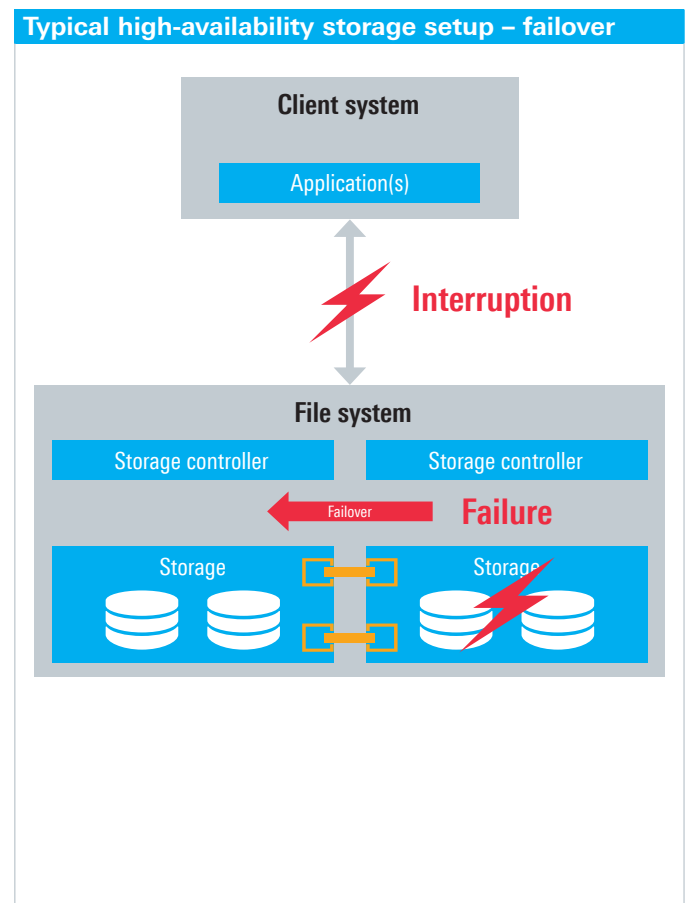 Typical high-availability storage setup – failover
Client system
Application(s)
Interruption
File system
Storage controller
Storage controller
Failover
Failure
Storage
Storage